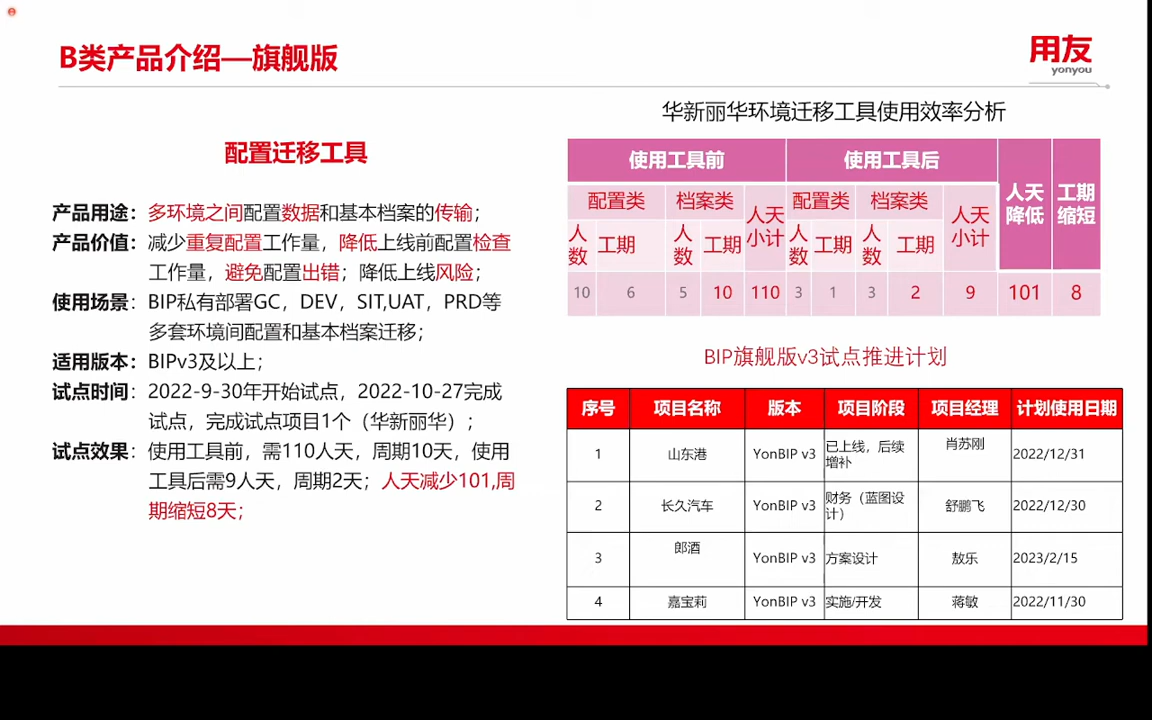 B类产品介绍—旗舰版
用友
yonyou
配置迁移工具
产品用途：多环境之间配置数据和基本档案的传输；
产品价值：减少重复配置工作量，降低上线前配置检查
工作量，避免配置出错；降低上线风险；
使用场景：BIP私有部署GC，DEV，SIT,UAT，PRD等
多套环境间配置和基本档案迁移；
适用版本：BIPv3及以上；
试点时间：2022-9-30年开始试点，2022-10-27完成
试点，完成试点项目1个（华新丽华）；
试点效果：使用工具前，需110人天，周期10天，使用
工具后需9人天，周期2天；人天减少101,周
期缩短8天；
华新丽华环境迁移工具使用效率分析
使用工具前 使用工具后 人天降低 工期缩短
配置类 档案类 人天小计 配置类 档案类 人天小计
人数 工期 人数 工期 人数 工期 人数 工期
10 6 5 10 110 3 1 3 2 9 101 8
BIP旗舰版v3试点推进计划
序号 项目名称 版本 项目阶段 项目经理 计划使用日期
1 山东港 YonBIP v3 已上线，后续增补 肖苏刚 2022/12/31
2 长久汽车 YonBIP v3 财务（蓝图设计） 舒鹏飞 2022/12/30
3 郎酒 YonBIP v3 方案设计 敖乐 2023/2/15
4 嘉宝莉 YonBIP v3 实施/开发 蒋敏 2022/11/30